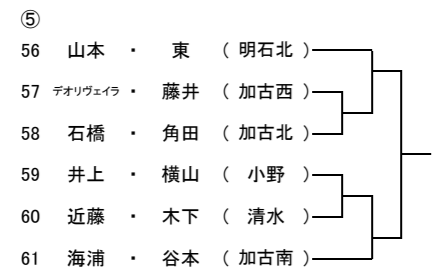 ⑤
56 山本 ・ 東 ( 明石北 )
57 デオリヴェイラ ・ 藤井 ( 加古西 )
58 石橋 ・ 角田 ( 加古北 )
59 井上 ・ 横山 ( 小野 )
60 近藤 ・ 木下 ( 清水 )
61 海浦 ・ 谷本 ( 加古南 )